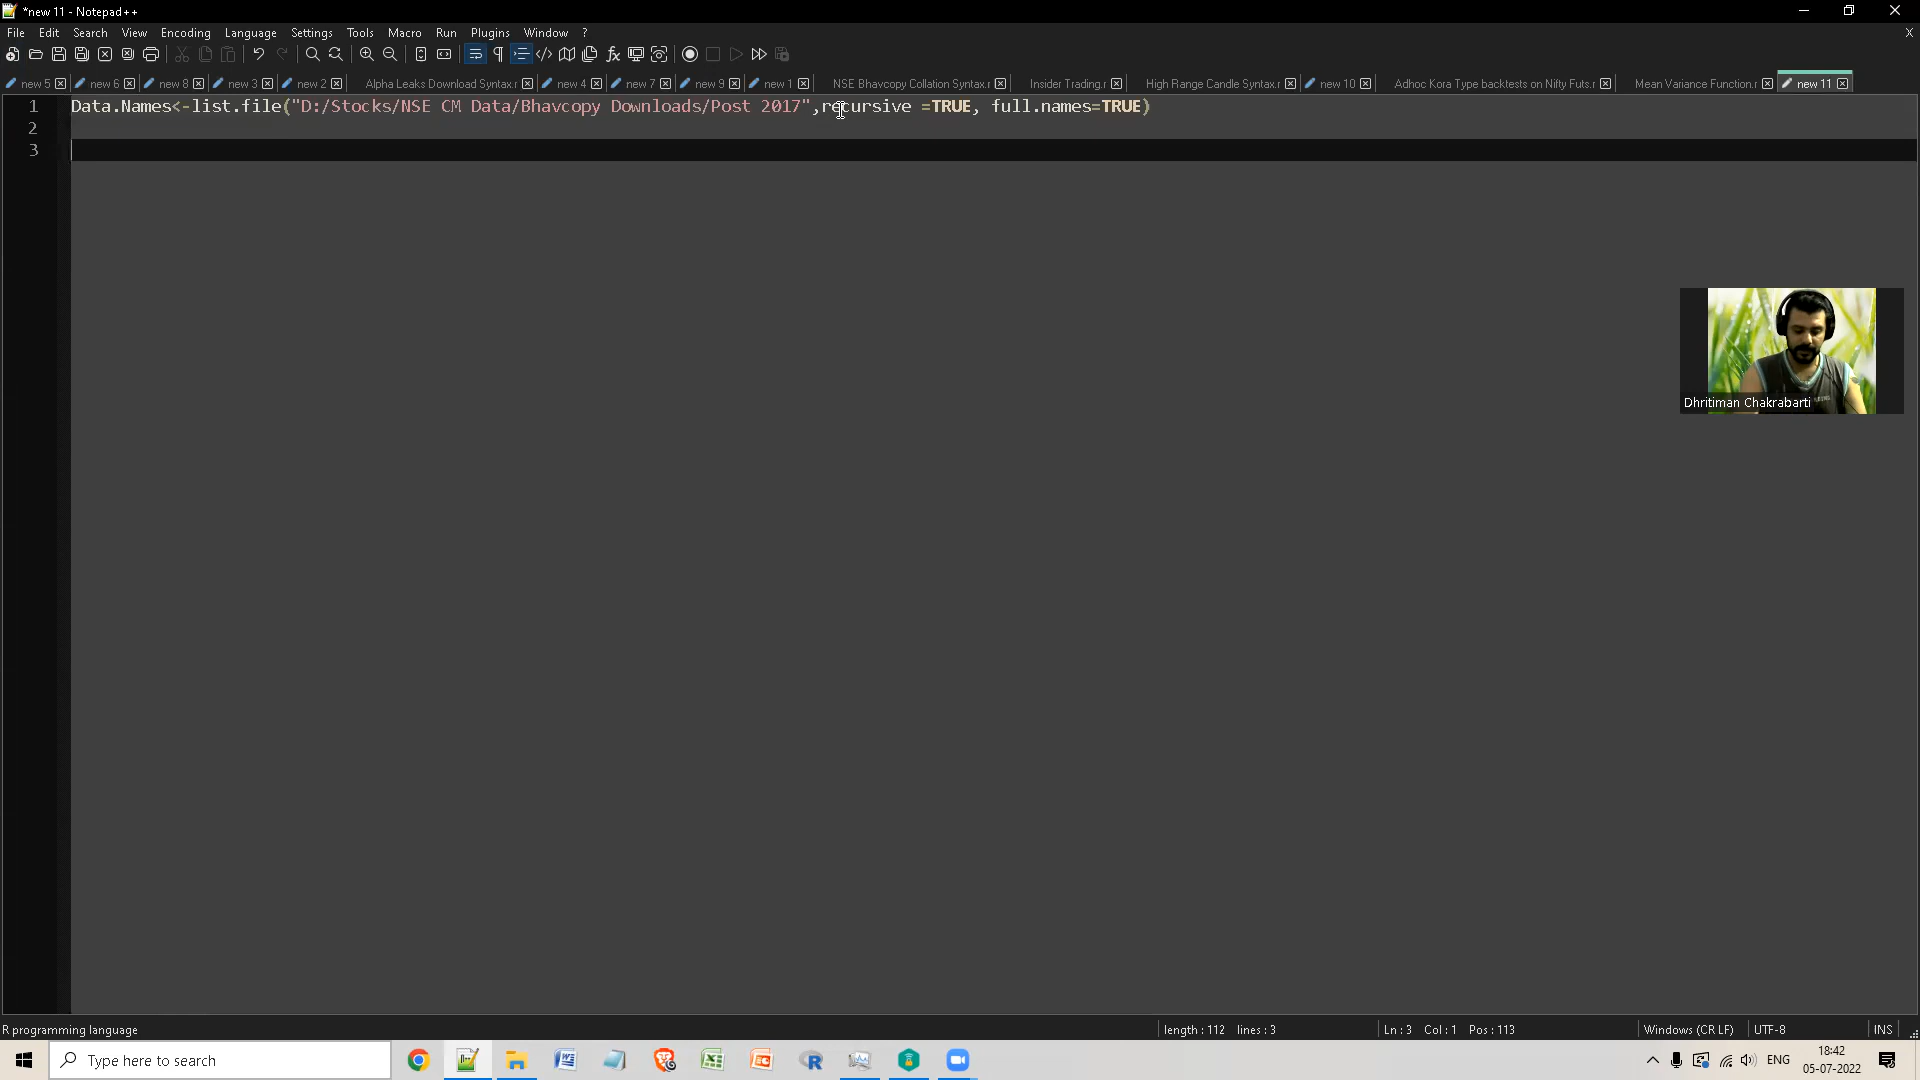 *new 11 - Notepad++
File Edit Search View Encoding Language Settings Tools Macro Run Plugins Window ? X
new 5 new 6 new 8 new 3 new 2 Alpha Leaks Download Syntax.r new 4 new 7 new 9 new 1 NSE Bhavcopy Collation Syntax.r Insider Trading.r High Range Candle Syntax.r new 10 Adhoc Kora Type backtests on Nifty Futs.r Mean Variance Function.r new 11
1 Data.Names<-list.file("D:/Stocks/NSE CM Data/Bhavcopy Downloads/Post 2017",recursive =TRUE, full.names=TRUE)
2
3
Dhritiman Chakrabarti
R programming language length : 112 lines : 3 Ln : 3 Col : 1 Pos : 113 Windows (CR LF) UTF-8 INS
Type here to search ENG 18:42
05-07-2022